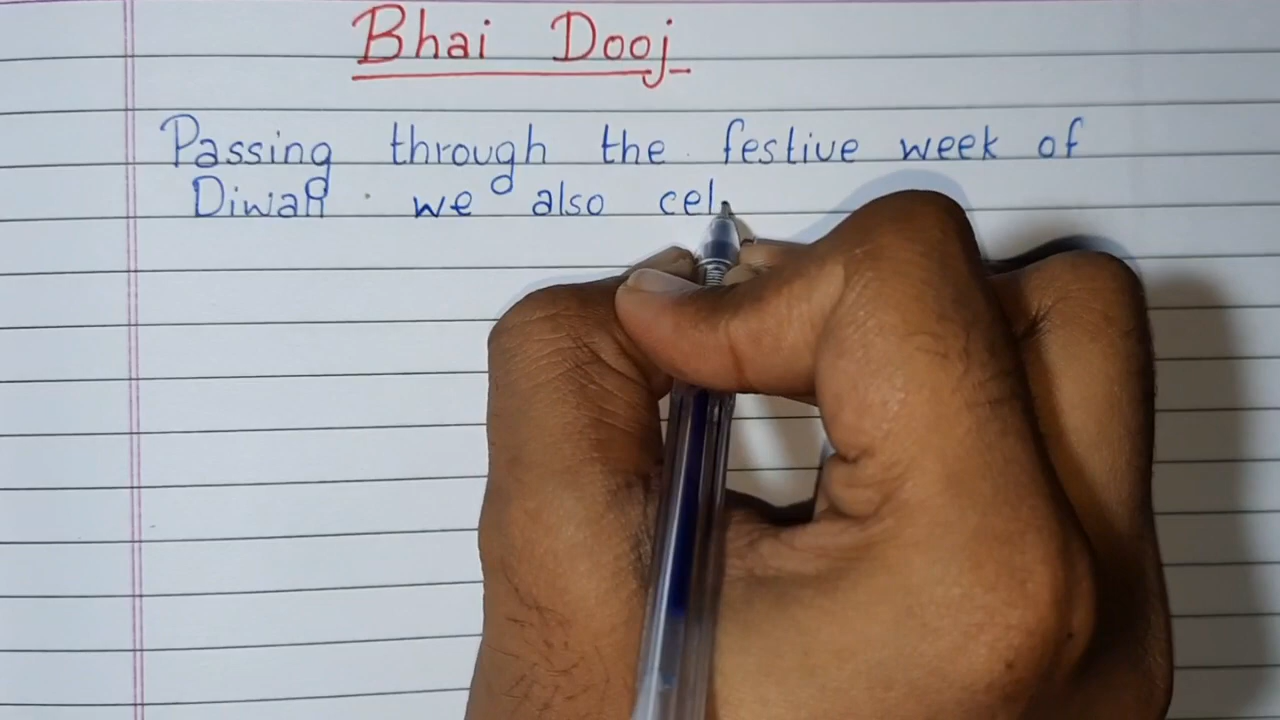 Bhai Dooj
Passing through the festive week of
Diwali we also cel